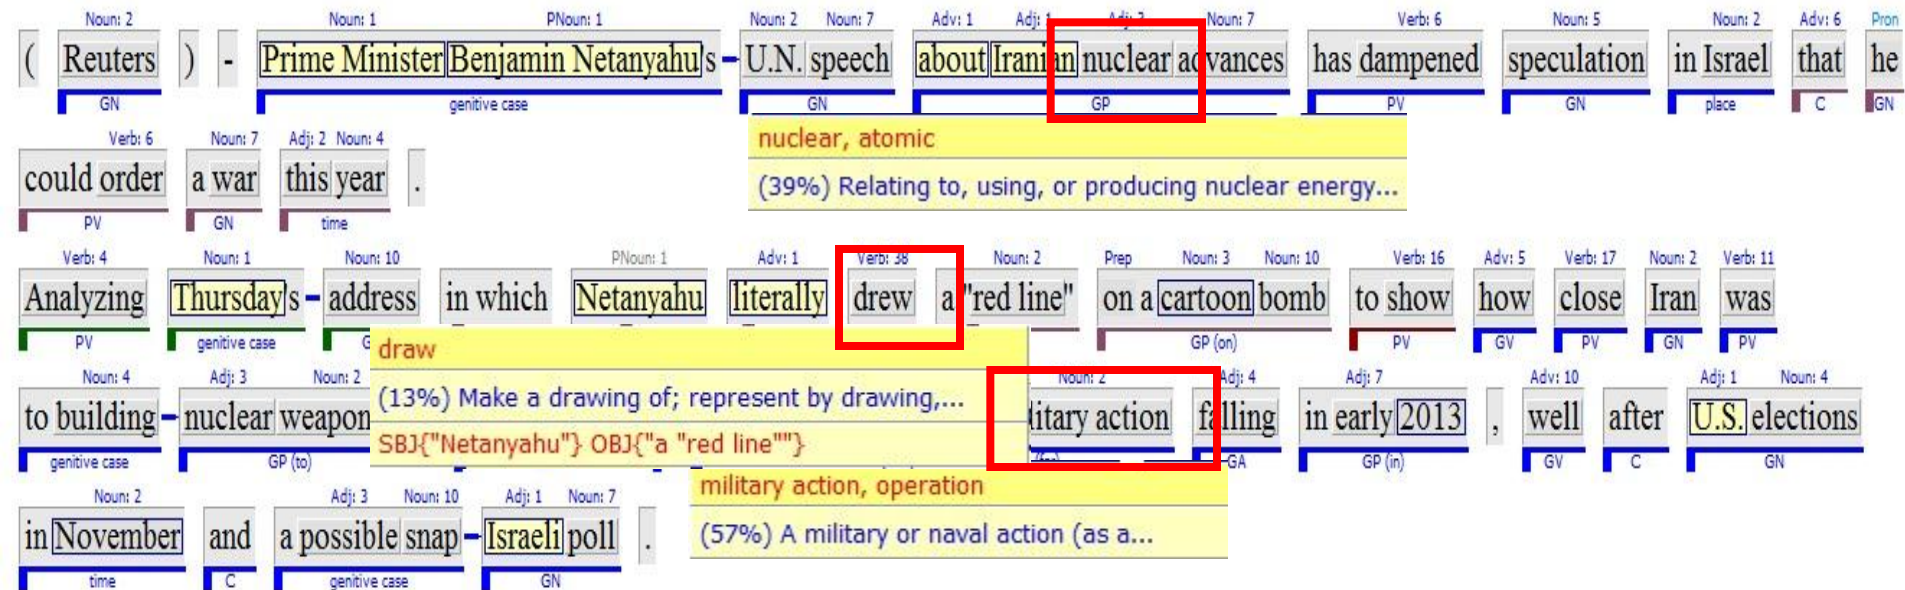 Noun: 2 Noun: 1 PNoun: 1 Noun: 2 Noun: 7 Adv: 1 Adj: 1 Adj: 3 Noun: 7 Verb: 6 Noun: 5 Noun: 2 Adv: 6 Pron
( Reuters ) - Prime Minister Benjamin Netanyahu's U.N. speech about Iranian nuclear advances has dampened speculation in Israel that he
GN genitive case GN GP PV GN place C GN
nuclear, atomic
(39%) Relating to, using, or producing nuclear energy...
Verb: 6 Noun: 7 Adj: 2 Noun: 4
could order a war this year .
PV GN time
Verb: 4 Noun: 1 Noun: 10 PNoun: 1 Adv: 1 Verb: 38 Noun: 2 Prep Noun: 3 Noun: 10 Verb: 16 Adv: 5 Verb: 17 Noun: 2 Verb: 11
Analyzing Thursday's address in which Netanyahu literally drew a "red line" on a cartoon bomb to show how close Iran was
PV genitive case GP (on) PV GV PV GN PV
draw
(13%) Make a drawing of; represent by drawing,...
SBJ{"Netanyahu"} OBJ{"a "red line""}
Noun: 4 Adj: 3 Noun: 2 Noun: 2 Adj: 4 Adj: 7 Adv: 10 Adj: 1 Noun: 4
to building nuclear weapon litary action falling in early 2013 , well after U.S. elections
genitive case GP (to) GA GP (in) GV C GN
military action, operation
(57%) A military or naval action (as a...
Noun: 2 Adj: 3 Noun: 10 Adj: 1 Noun: 7
in November and a possible snap Israeli poll .
time C genitive case GN